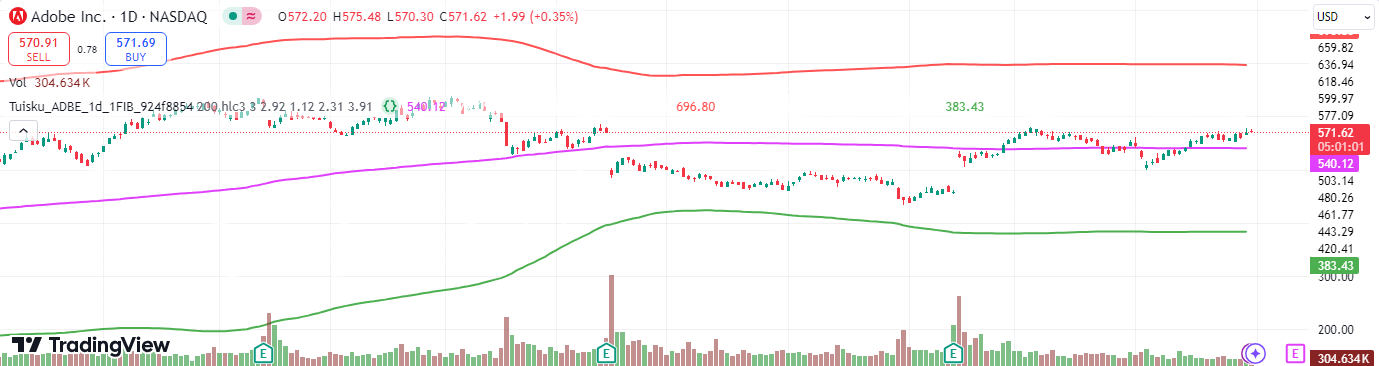 Adobe Inc. · 1D · NASDAQ O572.20 H575.48 L570.30 C571.62 +1.99 (+0.35%)
570.91 SELL 0.78 571.69 BUY
Vol 304.634K
Tuisku_ADBE_1d_1FIB_924f8854 200 hlc3 3 2.92 1.12 2.31 3.91 540.12 696.80 383.43
USD
659.82
636.94
618.46
599.97
577.09
571.62
05:01:01
540.12
503.14
480.26
461.77
443.29
420.41
383.43
300.00
200.00
304.634K
TradingView
E E E E